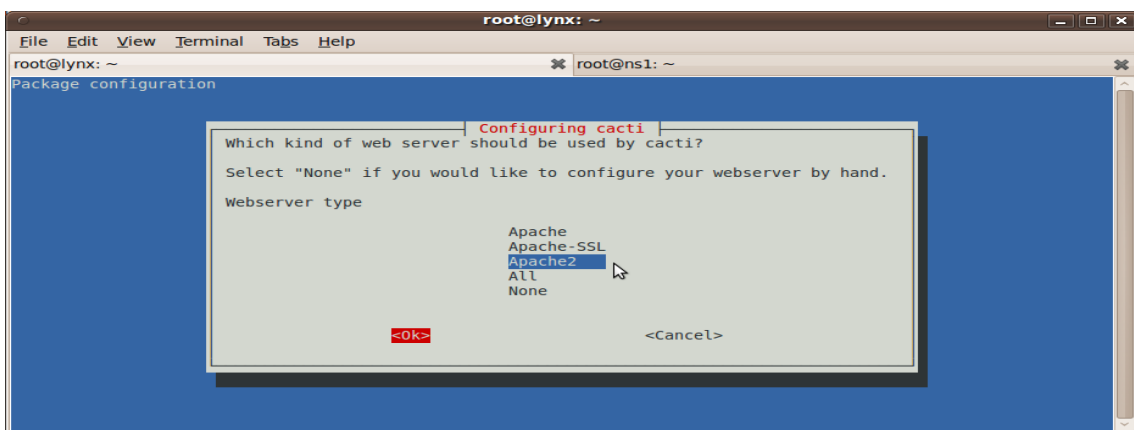 root@lynx: ~
File Edit View Terminal Tabs Help
root@lynx: ~ root@ns1: ~
Package configuration
Configuring cacti
Which kind of web server should be used by cacti?
Select "None" if you would like to configure your webserver by hand.
Webserver type
Apache
Apache-SSL
Apache2
All
None
<Ok> <Cancel>